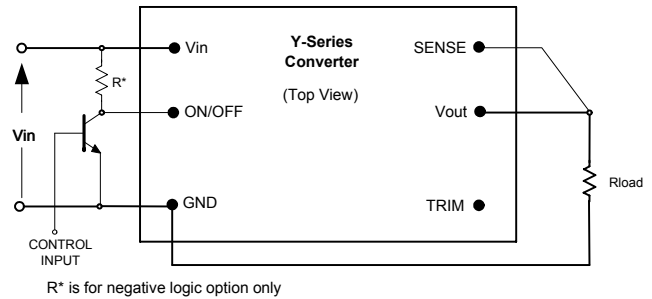 Y-Series
Converter
(Top View)
Vin
SENSE
R*
ON/OFF
Vout
Vin
GND
TRIM
Rload
CONTROL
INPUT
R* is for negative logic option only